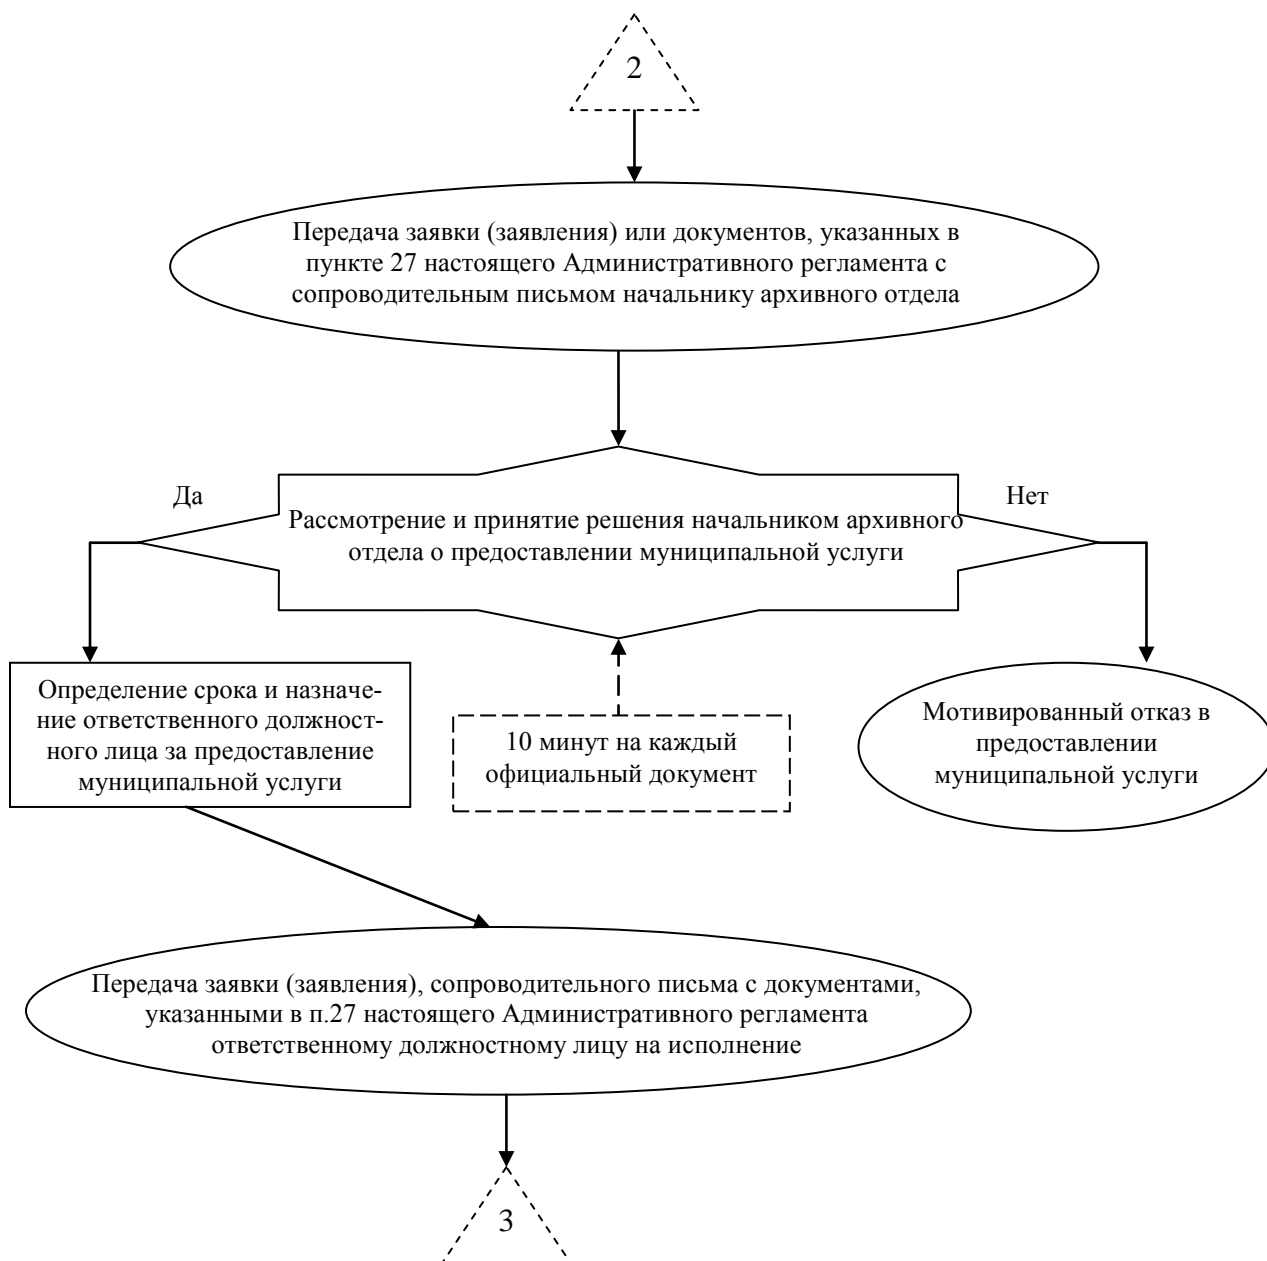 2
Передача заявки (заявления) или документов, указанных в
пункте 27 настоящего Административного регламента с
сопроводительным письмом начальнику архивного отдела
Да
Нет
Рассмотрение и принятие решения начальником архивного
отдела о предоставлении муниципальной услуги
Определение срока и назначе-
ние ответственного должност-
ного лица за предоставление
муниципальной услуги
10 минут на каждый
официальный документ
Мотивированный отказ в
предоставлении
муниципальной услуги
Передача заявки (заявления), сопроводительного письма с документами,
указанными в п.27 настоящего Административного регламента
ответственному должностному лицу на исполнение
3